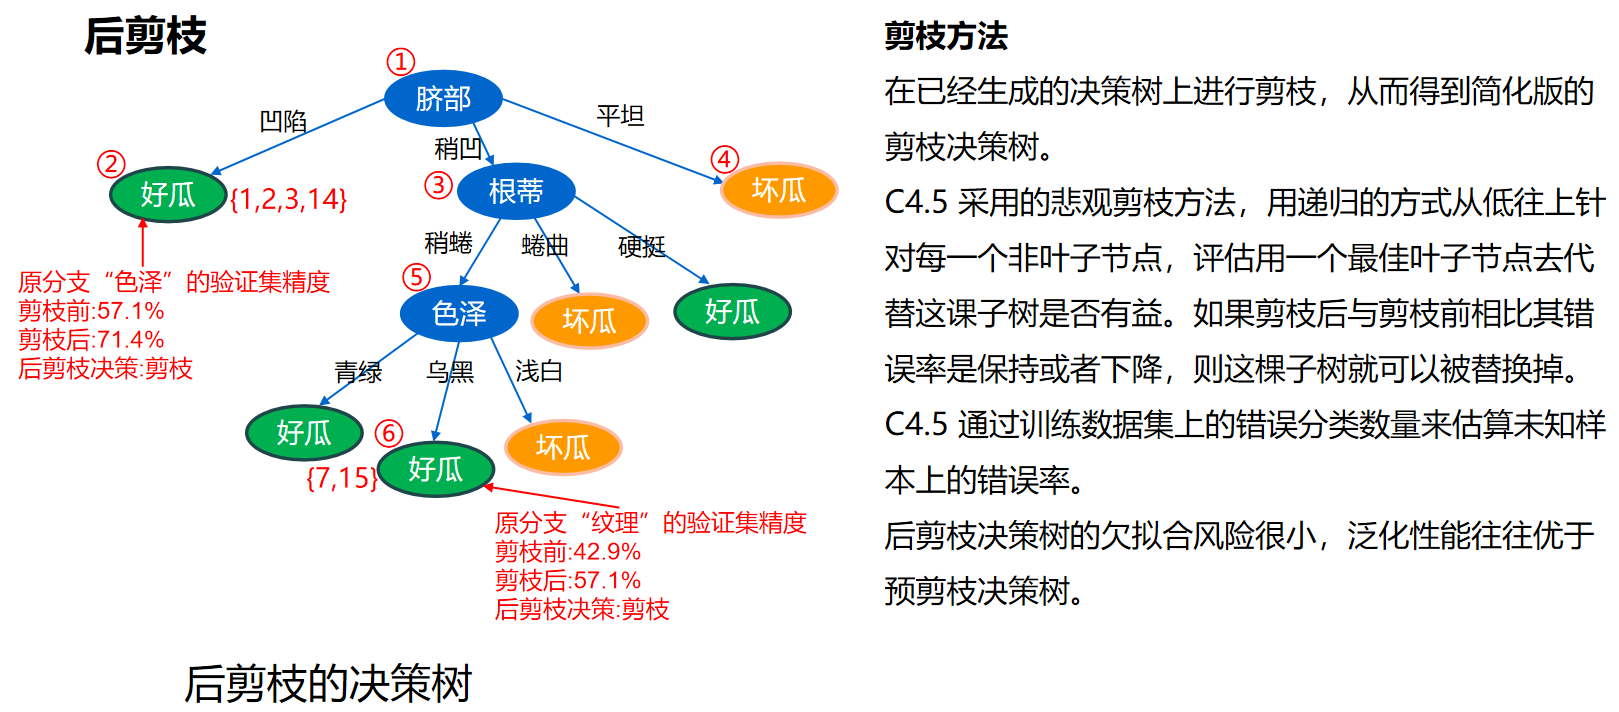 后剪枝
①
脐部
凹陷
稍凹
平坦
②
好瓜
{1,2,3,14}
③
根蒂
④
坏瓜
稍蜷
蜷曲
硬挺
原分支“色泽”的验证集精度
剪枝前:57.1%
剪枝后:71.4%
后剪枝决策:剪枝
⑤
色泽
坏瓜
好瓜
青绿
乌黑
浅白
好瓜
⑥
好瓜
{7,15}
坏瓜
原分支“纹理”的验证集精度
剪枝前:42.9%
剪枝后:57.1%
后剪枝决策:剪枝
后剪枝的决策树
剪枝方法
在已经生成的决策树上进行剪枝，从而得到简化版的
剪枝决策树。
C4.5 采用的悲观剪枝方法，用递归的方式从低往上针
对每一个非叶子节点，评估用一个最佳叶子节点去代
替这课子树是否有益。如果剪枝后与剪枝前相比其错
误率是保持或者下降，则这棵子树就可以被替换掉。
C4.5 通过训练数据集上的错误分类数量来估算未知样
本上的错误率。
后剪枝决策树的欠拟合风险很小，泛化性能往往优于
预剪枝决策树。